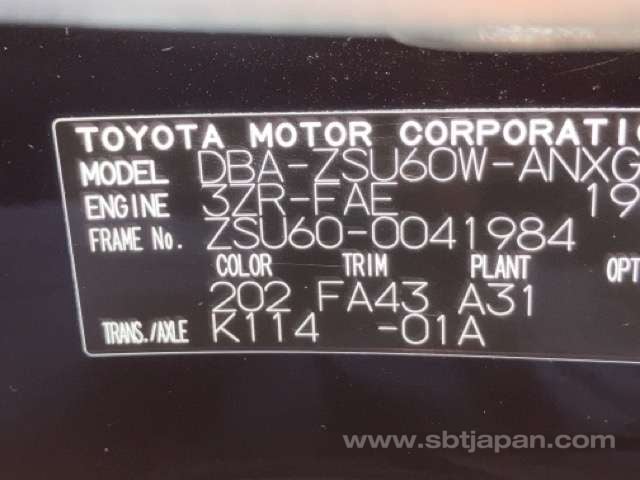 TOYOTA MOTOR CORPORATI
MODEL DBA-ZSU60W-ANXG
ENGINE 3ZR-FAE 19
FRAME No. ZSU60-0041984
COLOR TRIM PLANT OPT
202 FA43 A31
TRANS./AXLE K114 -01A
www.sbtjapan.com